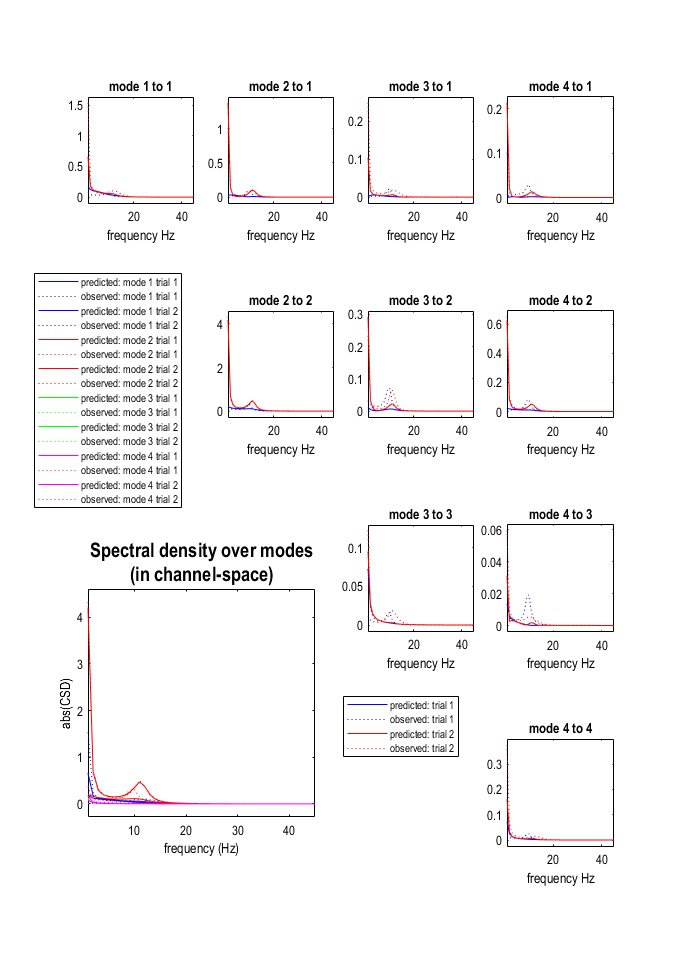 mode 1 to 1
mode 2 to 1
mode 3 to 1
mode 4 to 1
1.5
1
0.5
0
1
0.5
0
0.2
0.1
0
0.2
0.1
0
20 40
20 40
20 40
20 40
frequency Hz
frequency Hz
frequency Hz
frequency Hz
predicted: mode 1 trial 1
observed: mode 1 trial 1
predicted: mode 1 trial 2
observed: mode 1 trial 2
predicted: mode 2 trial 1
observed: mode 2 trial 1
predicted: mode 2 trial 2
observed: mode 2 trial 2
predicted: mode 3 trial 1
observed: mode 3 trial 1
predicted: mode 3 trial 2
observed: mode 3 trial 2
predicted: mode 4 trial 1
observed: mode 4 trial 1
predicted: mode 4 trial 2
observed: mode 4 trial 2
mode 2 to 2
mode 3 to 2
mode 4 to 2
4
2
0
0.3
0.2
0.1
0
0.6
0.4
0.2
0
20 40
20 40
20 40
frequency Hz
frequency Hz
frequency Hz
mode 3 to 3
mode 4 to 3
0.1
0.05
0
0.06
0.04
0.02
0
20 40
20 40
frequency Hz
frequency Hz
Spectral density over modes
(in channel-space)
abs(CSD)
4
3
2
1
0
10 20 30 40
frequency (Hz)
predicted: trial 1
observed: trial 1
predicted: trial 2
observed: trial 2
mode 4 to 4
0.3
0.2
0.1
0
20 40
frequency Hz